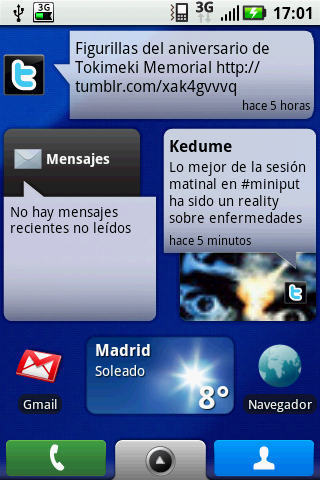 3G
3G 17:01
Figurillas del aniversario de
Tokimeki Memorial http://
tumblr.com/xak4gvvvq
hace 5 horas
Mensajes
No hay mensajes
recientes no leídos
Kedume
Lo mejor de la sesión
matinal en #miniput
ha sido un reality
sobre enfermedades
hace 5 minutos
Madrid
Soleado
8°
Gmail
Navegador